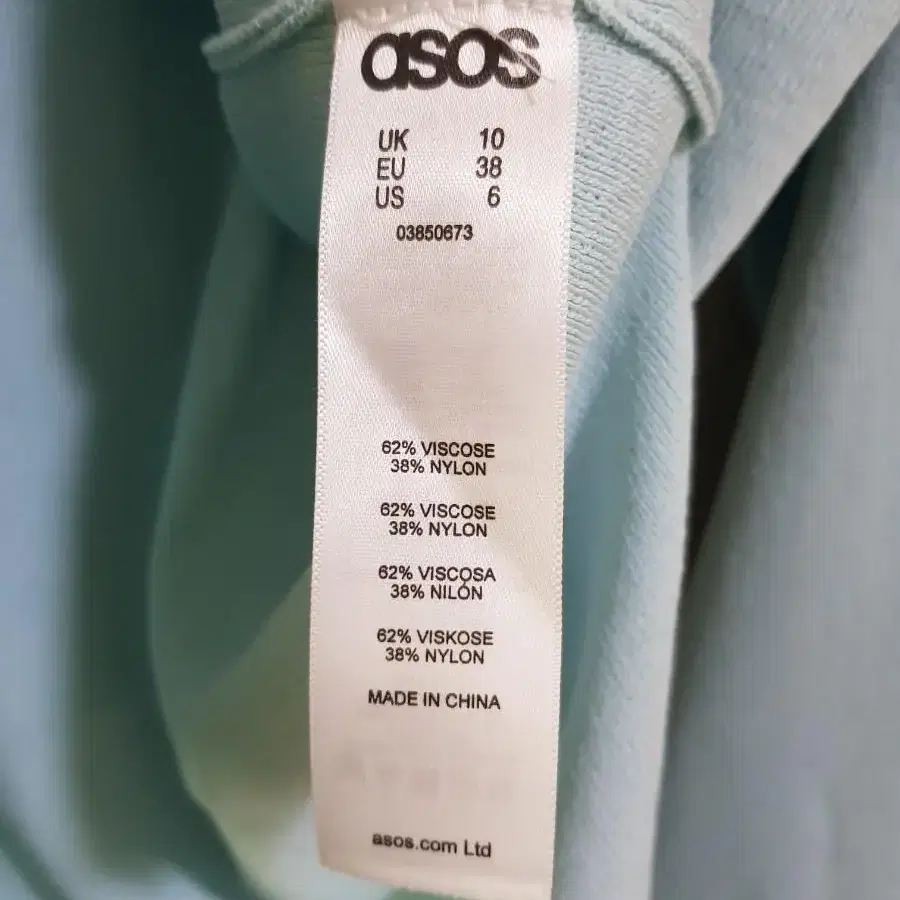 asos
UK 10
EU 38
US 6
03850673
62% VISCOSE
38% NYLON
62% VISCOSE
38% NYLON
62% VISCOSA
38% NILÓN
62% VISKOSE
38% NYLON
MADE IN CHINA
asos.com Ltd